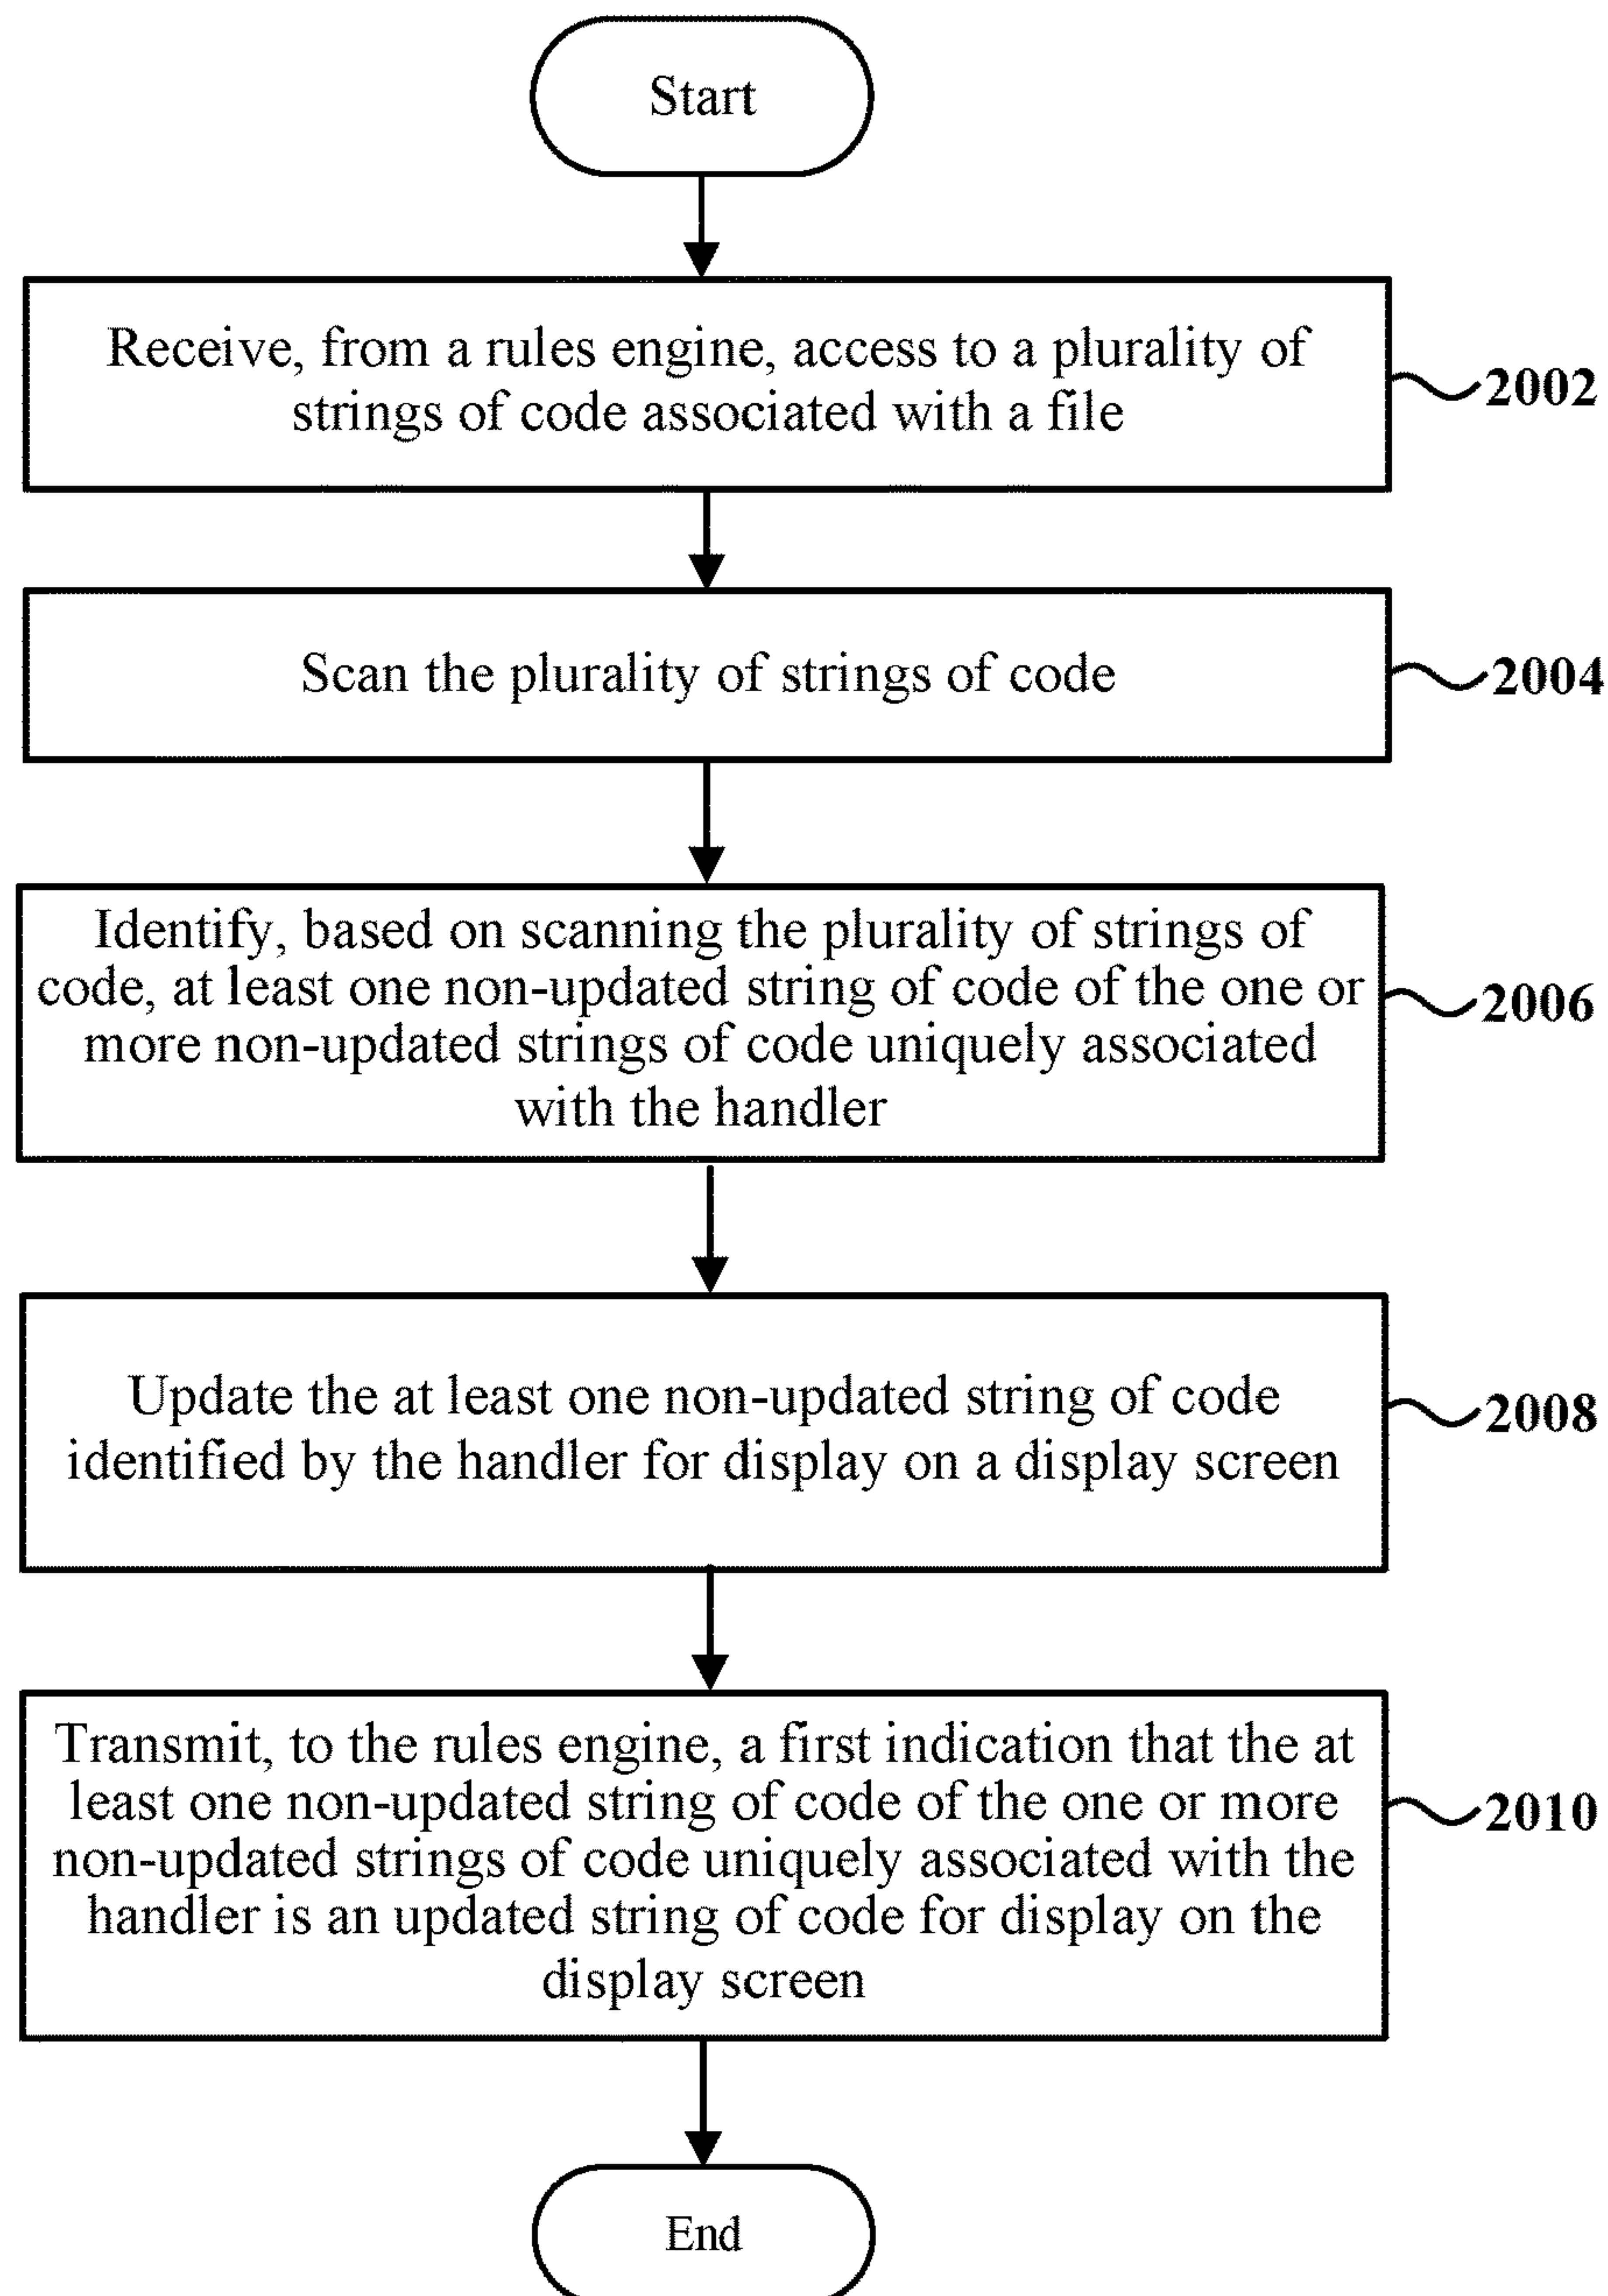 Start
Receive, from a rules engine, access to a plurality of
strings of code associated with a file
2002
Scan the plurality of strings of code
2004
Identify, based on scanning the plurality of strings of
code, at least one non-updated string of code of the one or
more non-updated strings of code uniquely associated
with the handler
2006
Update the at least one non-updated string of code
identified by the handler for display on a display screen
2008
Transmit, to the rules engine, a first indication that the at
least one non-updated string of code of the one or more
non-updated strings of code uniquely associated with the
handler is an updated string of code for display on the
display screen
2010
End